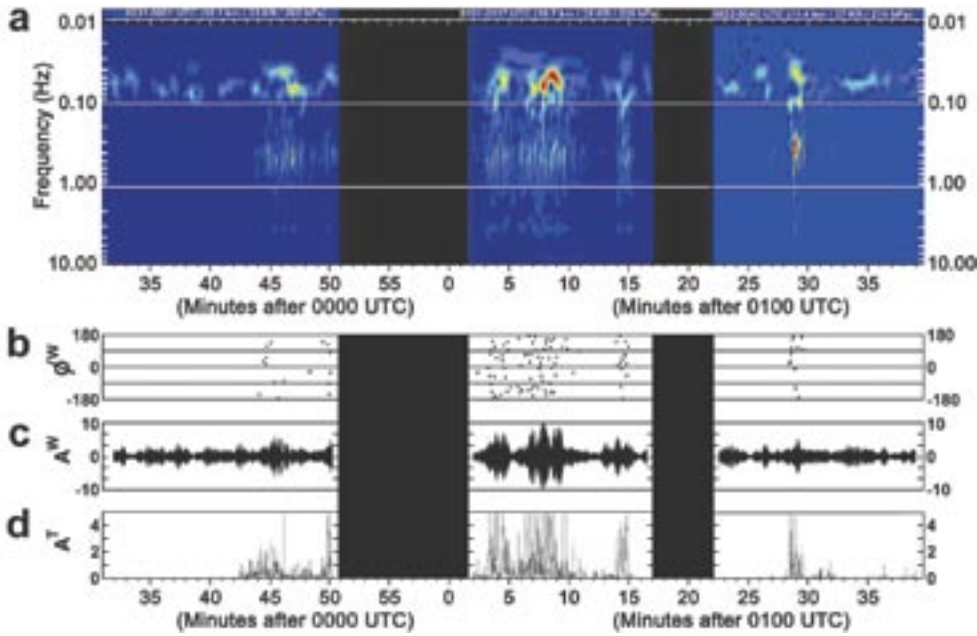 a
0.01 0.01
0.10 0.10
1.00 1.00
10.00 10.00
Frequency (Hz)
35 40 45 50 55 0 5 10 15 20 25 30 35
(Minutes after 0000 UTC) (Minutes after 0100 UTC)
b
180 180
0 0
-180 -180
ϕW
c
10 10
0 0
-10 -10
AW
d
4 4
2 2
0 0
AT
35 40 45 50 55 0 5 10 15 20 25 30 35
(Minutes after 0000 UTC) (Minutes after 0100 UTC)